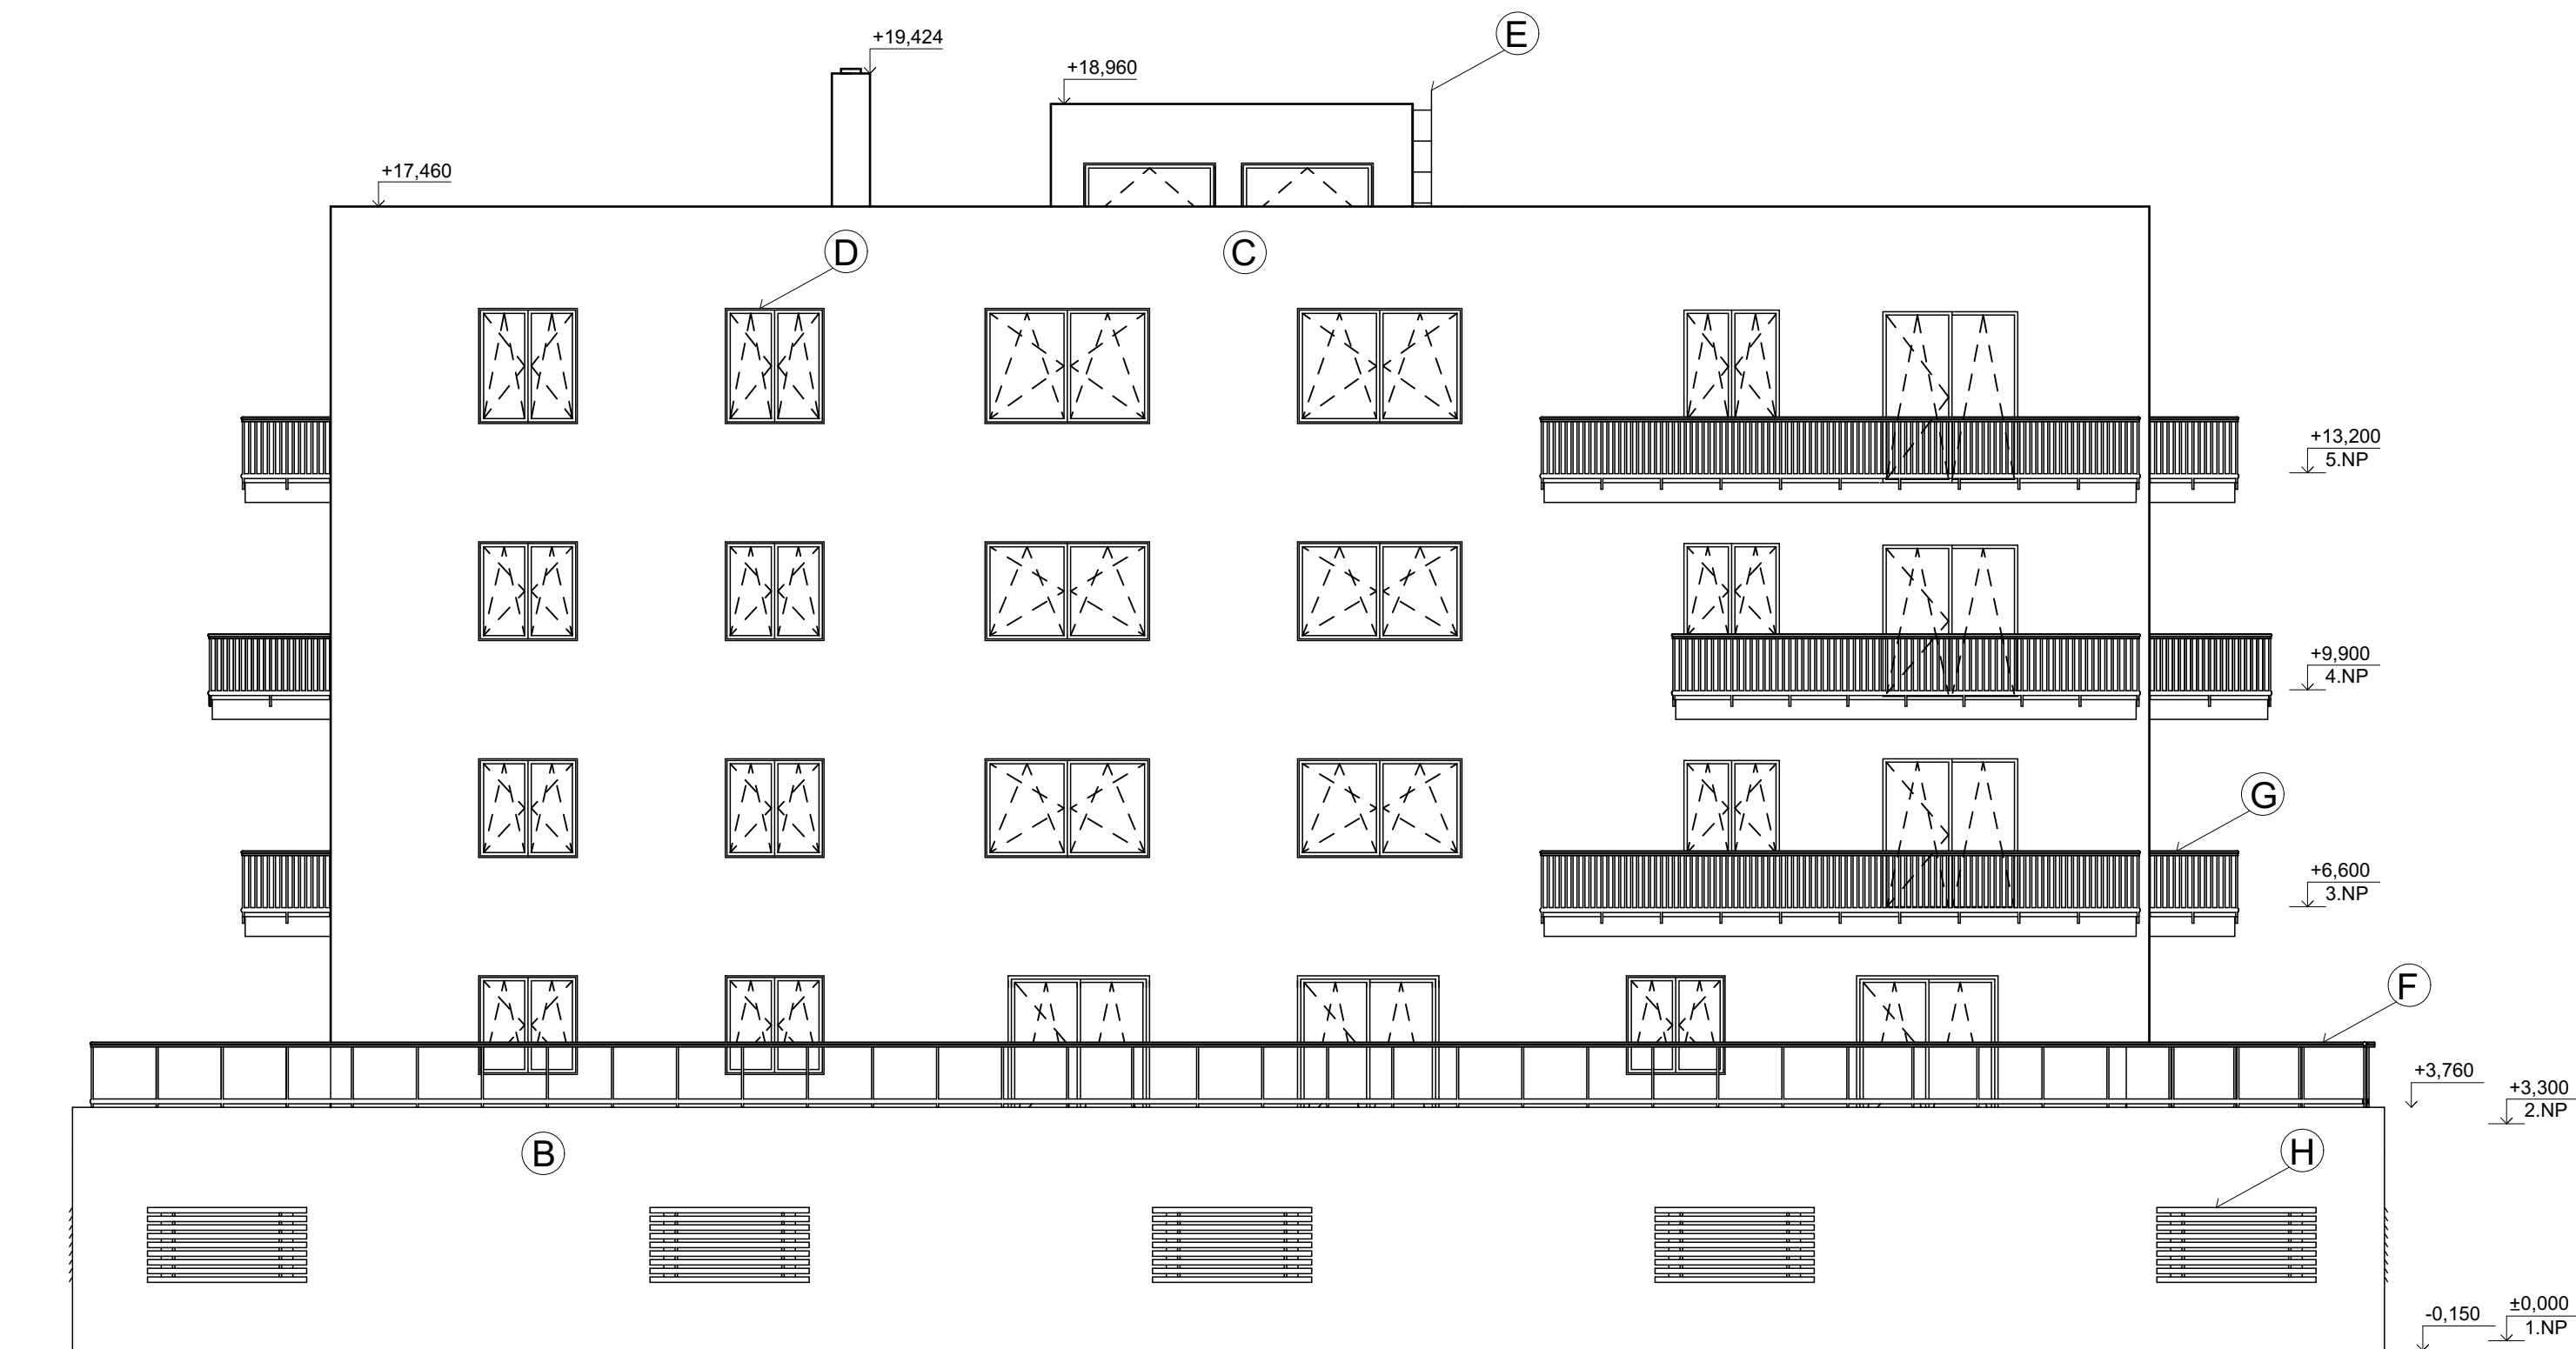 E
+19,424
+18,960
+17,460
D
C
+13,200
5.NP
+9,900
4.NP
G
+6,600
3.NP
F
+3,760
+3,300
2.NP
B
H
±0,000
-0,150
1.NP